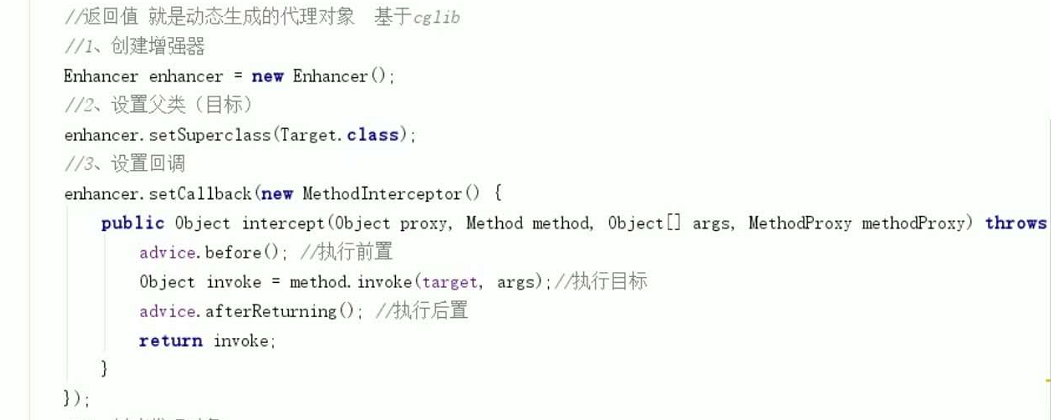 //返回值 就是动态生成的代理对象  基于cglib
//1、创建增强器
Enhancer enhancer = new Enhancer();
//2、设置父类（目标）
enhancer.setSuperclass(Target.class);
//3、设置回调
enhancer.setCallback(new MethodInterceptor() {
public Object intercept(Object proxy, Method method, Object[] args, MethodProxy methodProxy) throws
advice.before(); //执行前置
Object invoke = method.invoke(target, args);//执行目标
advice.afterReturning(); //执行后置
return invoke;
}
});